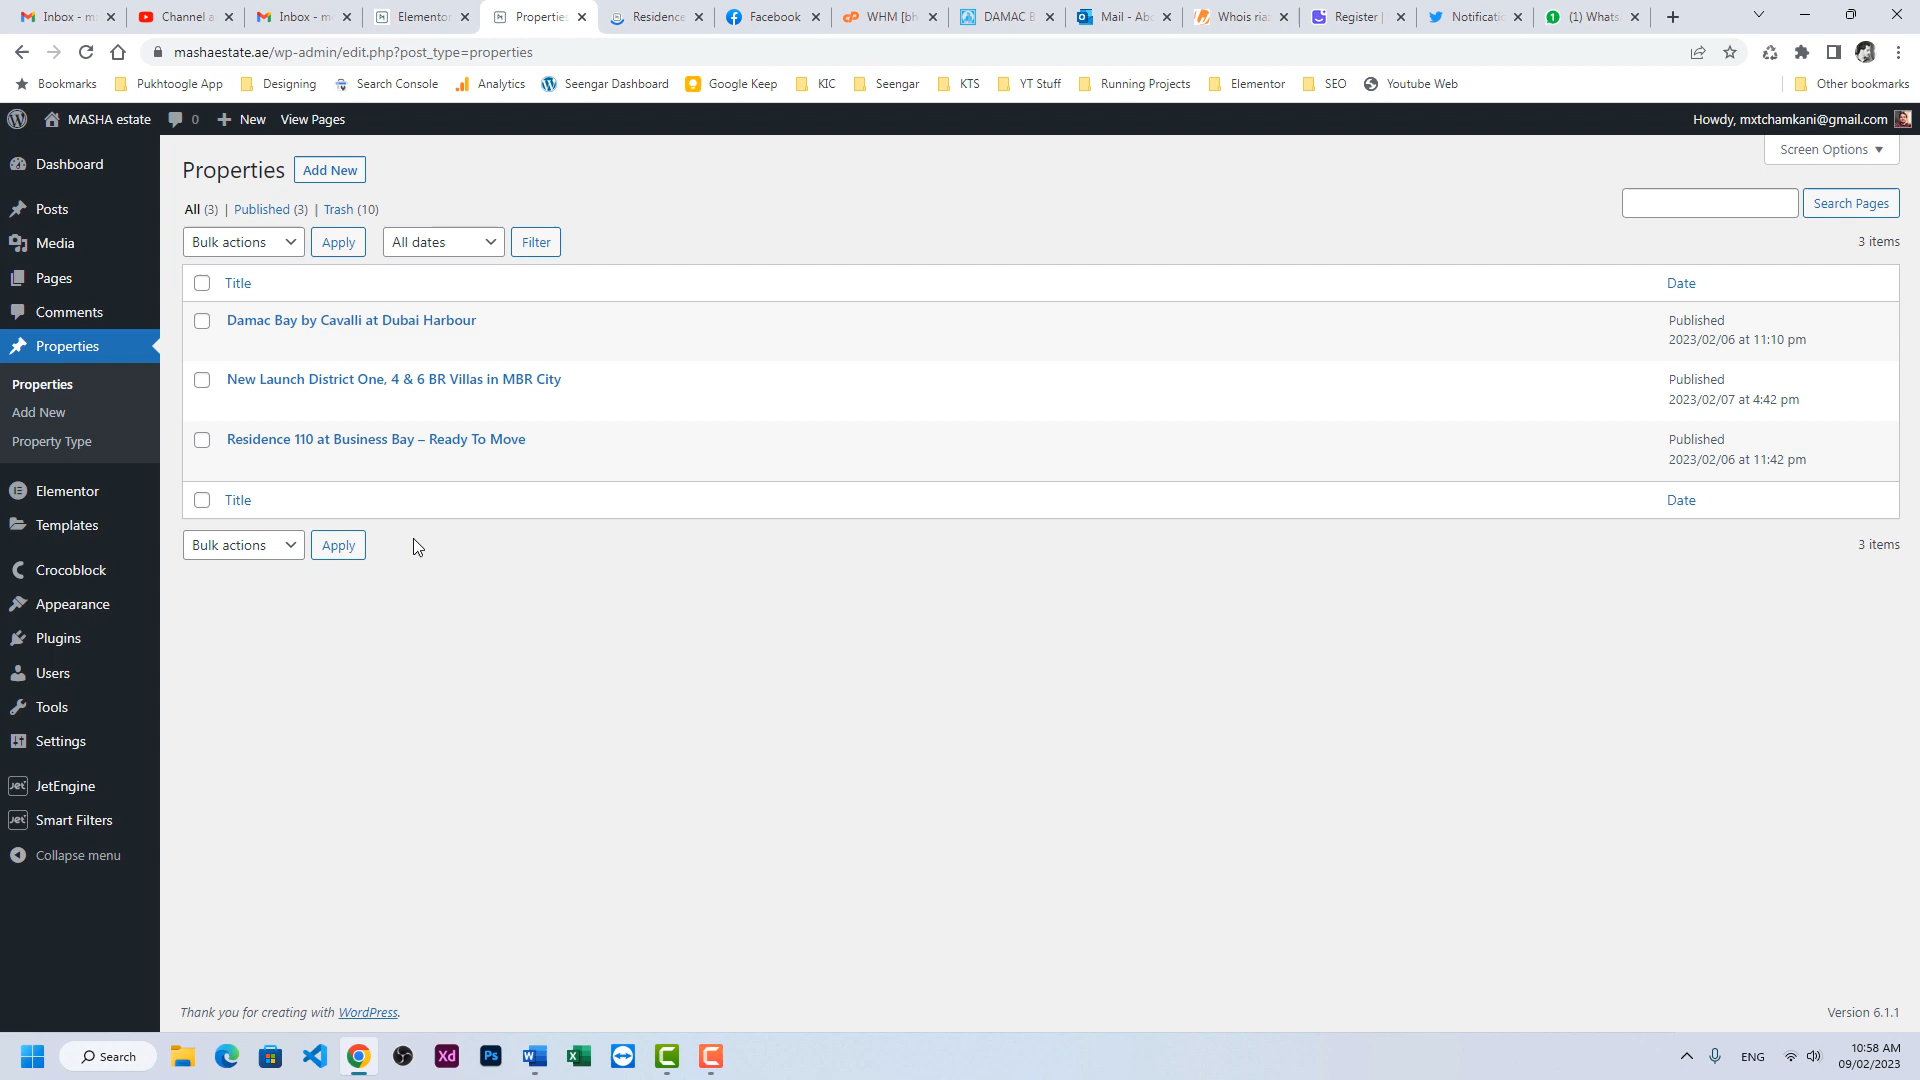 Inbox - m
Channel a
Inbox - m
Elementor
Properties
Residence
Facebook
WHM [bh
DAMAC B
Mail - Abo
Whois ria
Register |
Notificati
(1) Whats
mashaestate.ae/wp-admin/edit.php?post_type=properties
Bookmarks
Pukhtoogle App
Designing
Search Console
Analytics
Seengar Dashboard
Google Keep
KIC
Seengar
KTS
YT Stuff
Running Projects
Elementor
SEO
Youtube Web
Other bookmarks
MASHA estate
0
New
View Pages
Howdy, mxtchamkani@gmail.com
Dashboard
Posts
Media
Pages
Comments
Properties
Properties
Add New
Property Type
Elementor
Templates
Crocoblock
Appearance
Plugins
Users
Tools
Settings
JetEngine
Smart Filters
Collapse menu
Screen Options
Properties
Add New
All (3) | Published (3) | Trash (10)
Search Pages
Bulk actions
Apply
All dates
Filter
3 items
Title
Date
Damac Bay by Cavalli at Dubai Harbour
Published
2023/02/06 at 11:10 pm
New Launch District One, 4 & 6 BR Villas in MBR City
Published
2023/02/07 at 4:42 pm
Residence 110 at Business Bay – Ready To Move
Published
2023/02/06 at 11:42 pm
Title
Date
Bulk actions
Apply
3 items
Thank you for creating with WordPress.
Version 6.1.1
Search
ENG
10:58 AM
09/02/2023